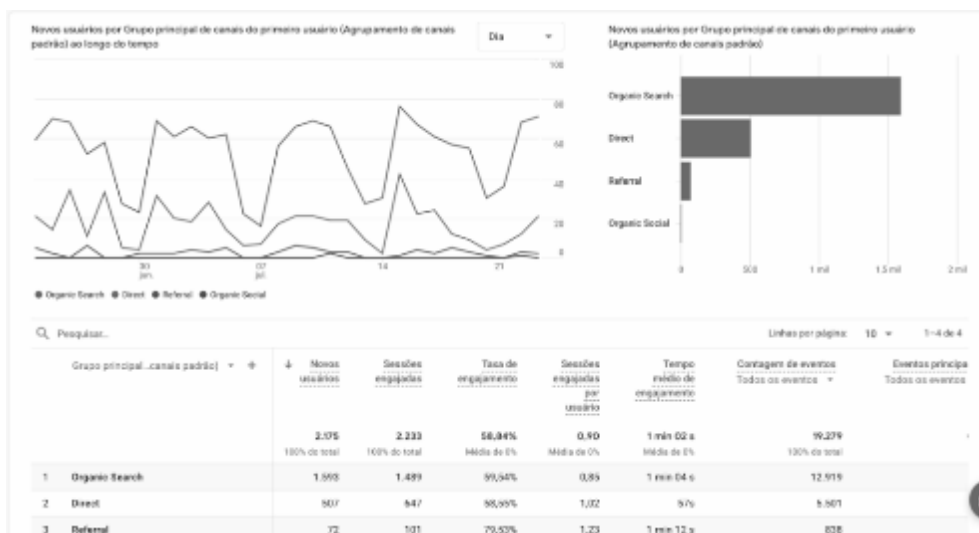 Novos usuários por Grupo principal de canais do primeiro usuário (Agrupamento de canais
padrão) ao longo do tempo
Dia
100
80
60
40
20
0
30
jun.
07
jul.
14
21
Organic Search Direct Referral Organic Social
Novos usuários por Grupo principal de canais do primeiro usuário
(Agrupamento de canais padrão)
Organic Search
Direct
Referral
Organic Social
0 500 1 mil 1.5 mil 2 mil
Pesquisar...
Linhas por página: 10 1–4 de 4
Grupo principal...canais padrão) + ↓ Novos
usuários
Sessões
engajadas
Taxa de
engajamento
Sessões
engajadas
por
usuário
Tempo
médio de
engajamento
Contagem de eventos
Todos os eventos
Eventos principa
Todos os eventos
2.175 2.233 58,84% 0,90 1 min 02 s 19.279
100% do total 100% do total Média de 0% Média de 0% Média de 0% 100% do total
1 Organic Search 1.593 1.489 59,54% 0,85 1 min 04 s 12.919
2 Direct 507 647 58,55% 1,02 57s 5.501
3 Referral 72 101 79,53% 1,23 1 min 12 s 838